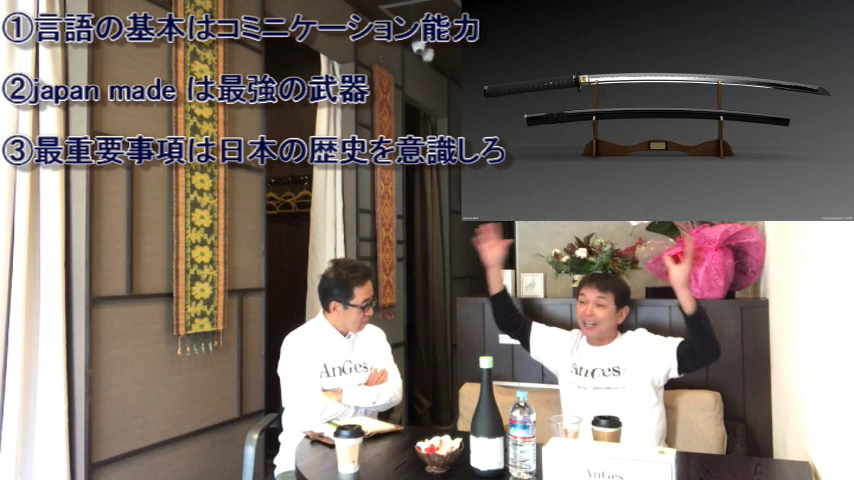 ①言語の基本はコミニケーション能力
②japan made は最強の武器
③最重要事項は日本の歴史を意識しろ
AnGes
AnGes
AnGes